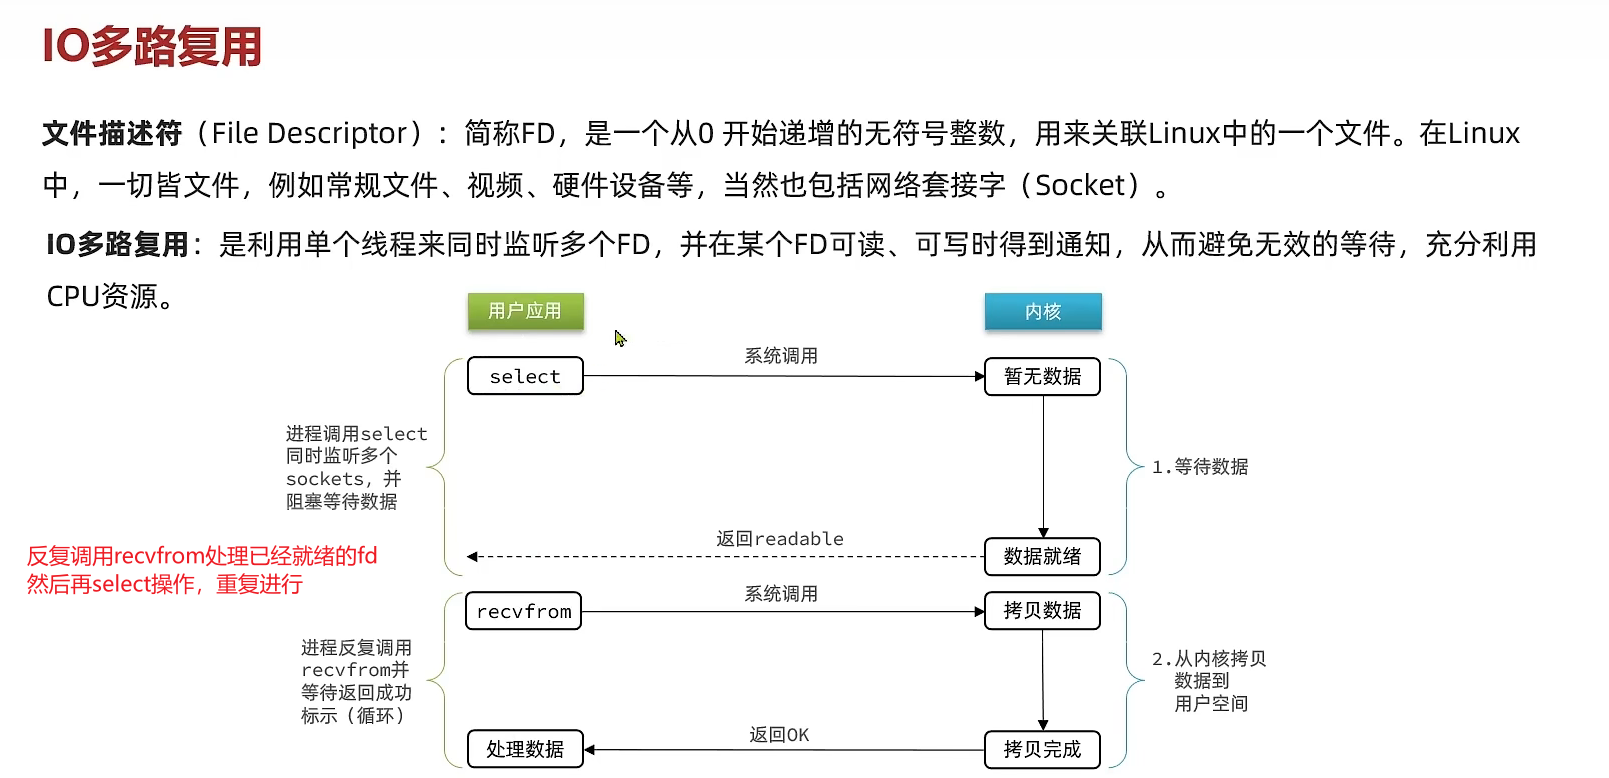 IO多路复用
文件描述符（File Descriptor）：简称FD，是一个从0 开始递增的无符号整数，用来关联Linux中的一个文件。在Linux
中，一切皆文件，例如常规文件、视频、硬件设备等，当然也包括网络套接字（Socket）。
IO多路复用：是利用单个线程来同时监听多个FD，并在某个FD可读、可写时得到通知，从而避免无效的等待，充分利用
CPU资源。
用户应用
内核
select
系统调用
暂无数据
进程调用select
同时监听多个
sockets，并
阻塞等待数据
1.等待数据
返回readable
数据就绪
反复调用recvfrom处理已经就绪的fd
然后再select操作，重复进行
recvfrom
系统调用
拷贝数据
进程反复调用
recvfrom并
等待返回成功
标示（循环）
2.从内核拷贝
数据到
用户空间
处理数据
返回OK
拷贝完成